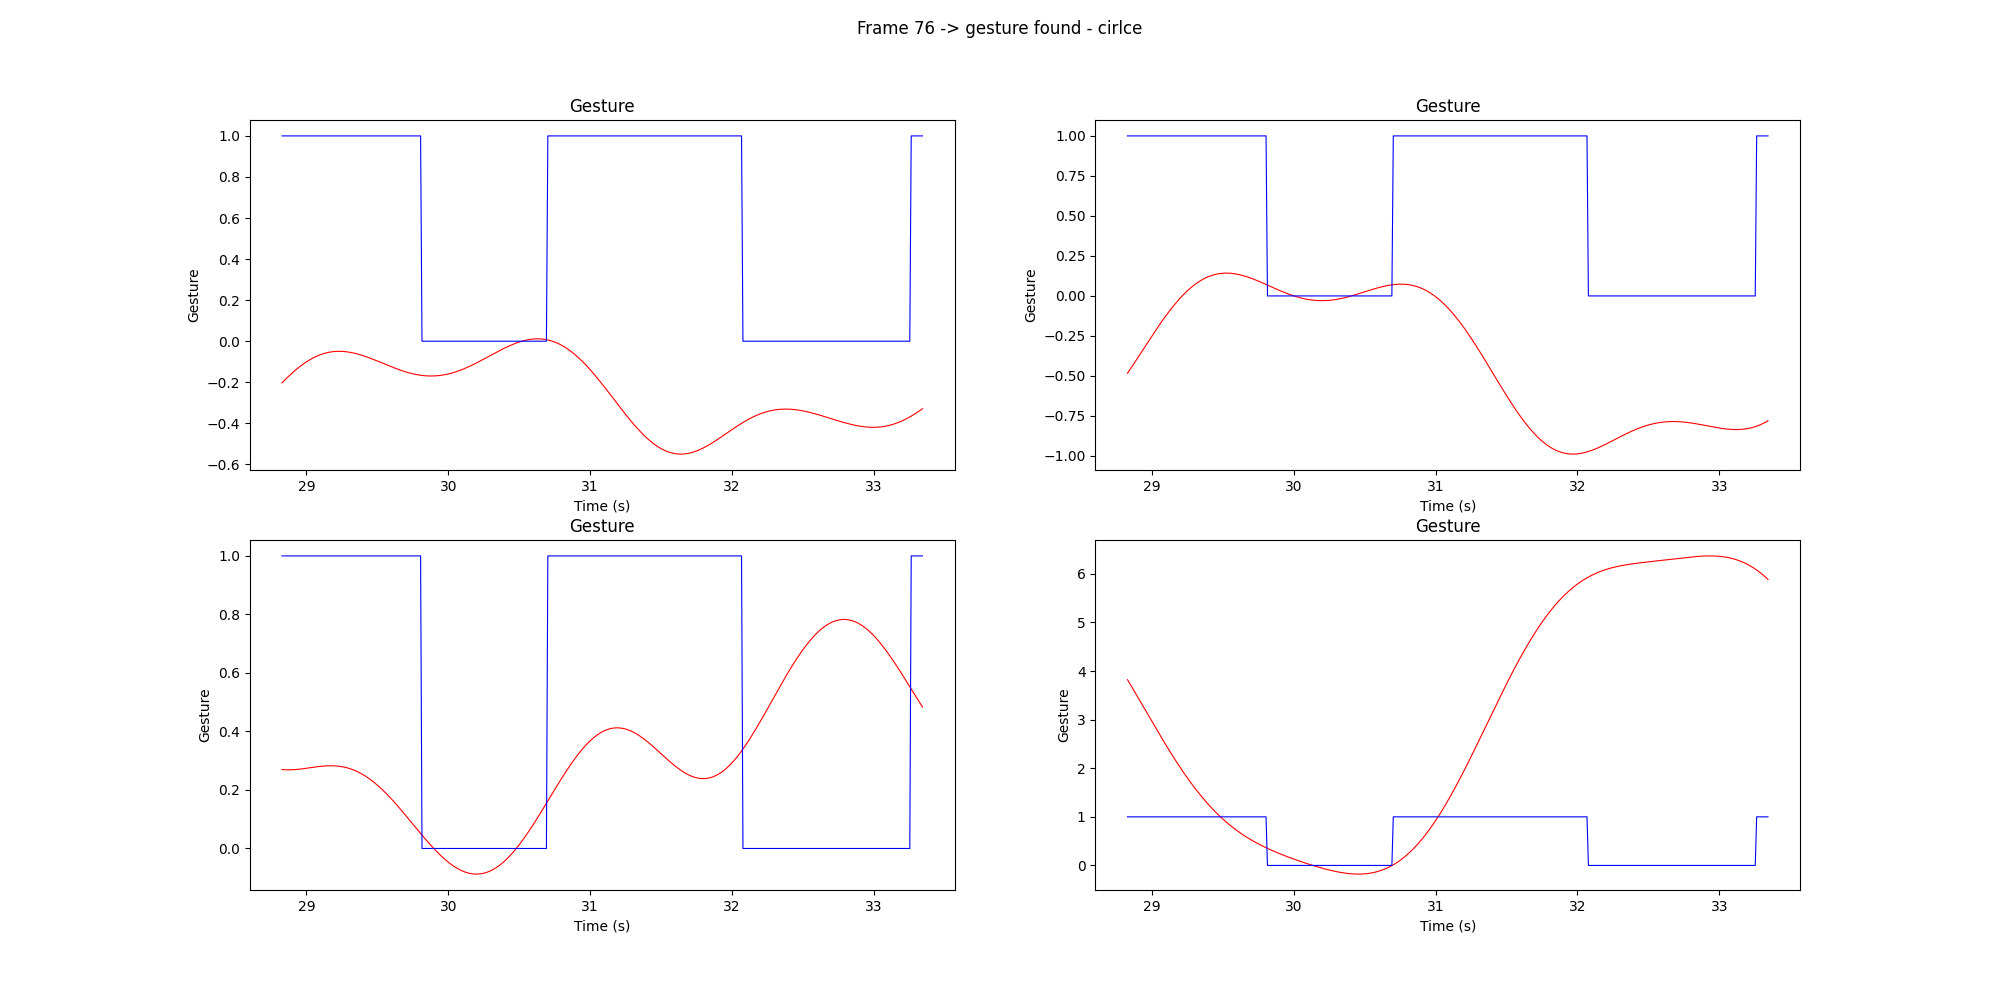 Frame 76 -> gesture found - cirlce
Gesture
1.0
0.8
0.6
0.4
0.2
0.0
−0.2
−0.4
−0.6
Gesture
29 30 31 32 33
Time (s)
Gesture
1.00
0.75
0.50
0.25
0.00
−0.25
−0.50
−0.75
−1.00
Gesture
29 30 31 32 33
Time (s)
Gesture
1.0
0.8
0.6
0.4
0.2
0.0
Gesture
29 30 31 32 33
Time (s)
Gesture
6
5
4
3
2
1
0
Gesture
29 30 31 32 33
Time (s)